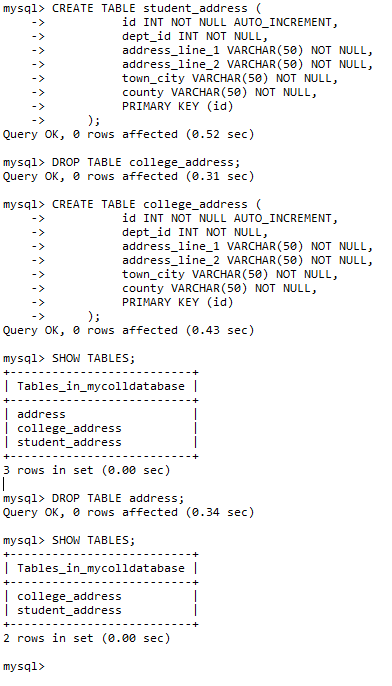 mysql> CREATE TABLE student_address (
    ->           id INT NOT NULL AUTO_INCREMENT,
    ->           dept_id INT NOT NULL,
    ->           address_line_1 VARCHAR(50) NOT NULL,
    ->           address_line_2 VARCHAR(50) NOT NULL,
    ->           town_city VARCHAR(50) NOT NULL,
    ->           county VARCHAR(50) NOT NULL,
    ->           PRIMARY KEY (id)
    ->      );
Query OK, 0 rows affected (0.52 sec)

mysql> DROP TABLE college_address;
Query OK, 0 rows affected (0.31 sec)

mysql> CREATE TABLE college_address (
    ->           id INT NOT NULL AUTO_INCREMENT,
    ->           dept_id INT NOT NULL,
    ->           address_line_1 VARCHAR(50) NOT NULL,
    ->           address_line_2 VARCHAR(50) NOT NULL,
    ->           town_city VARCHAR(50) NOT NULL,
    ->           county VARCHAR(50) NOT NULL,
    ->           PRIMARY KEY (id)
    ->      );
Query OK, 0 rows affected (0.43 sec)

mysql> SHOW TABLES;
+--------------------------+
| Tables_in_mycolldatabase |
+--------------------------+
| address                  |
| college_address          |
| student_address          |
+--------------------------+
3 rows in set (0.00 sec)

mysql> DROP TABLE address;
Query OK, 0 rows affected (0.34 sec)

mysql> SHOW TABLES;
+--------------------------+
| Tables_in_mycolldatabase |
+--------------------------+
| college_address          |
| student_address          |
+--------------------------+
2 rows in set (0.00 sec)

mysql>